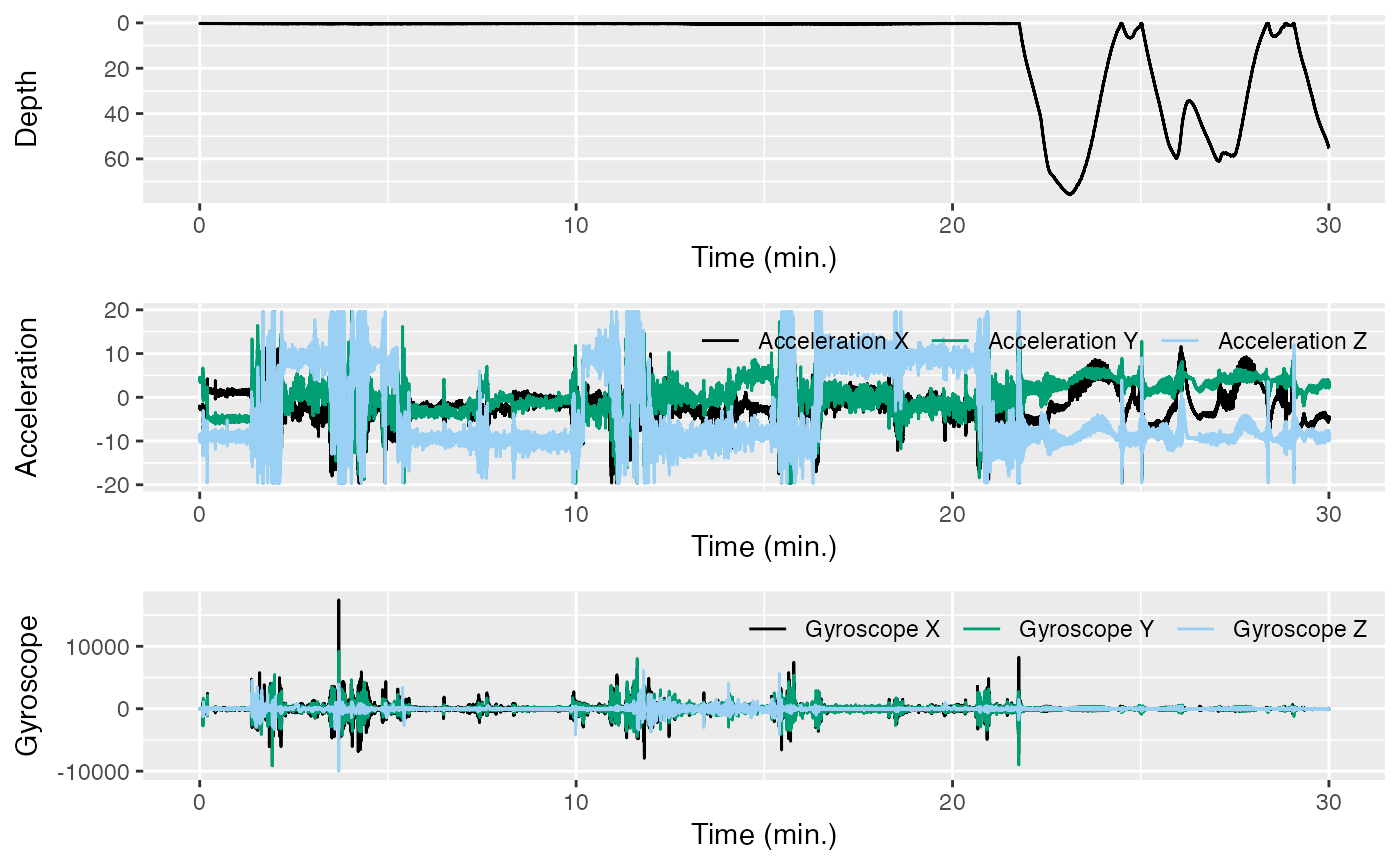 Depth
0
20
40
60
0 10 20 30
Time (min.)
Acceleration
20
10
0
-10
-20
Acceleration X Acceleration Y Acceleration Z
0 10 20 30
Time (min.)
Gyroscope
10000
0
-10000
Gyroscope X Gyroscope Y Gyroscope Z
0 10 20 30
Time (min.)